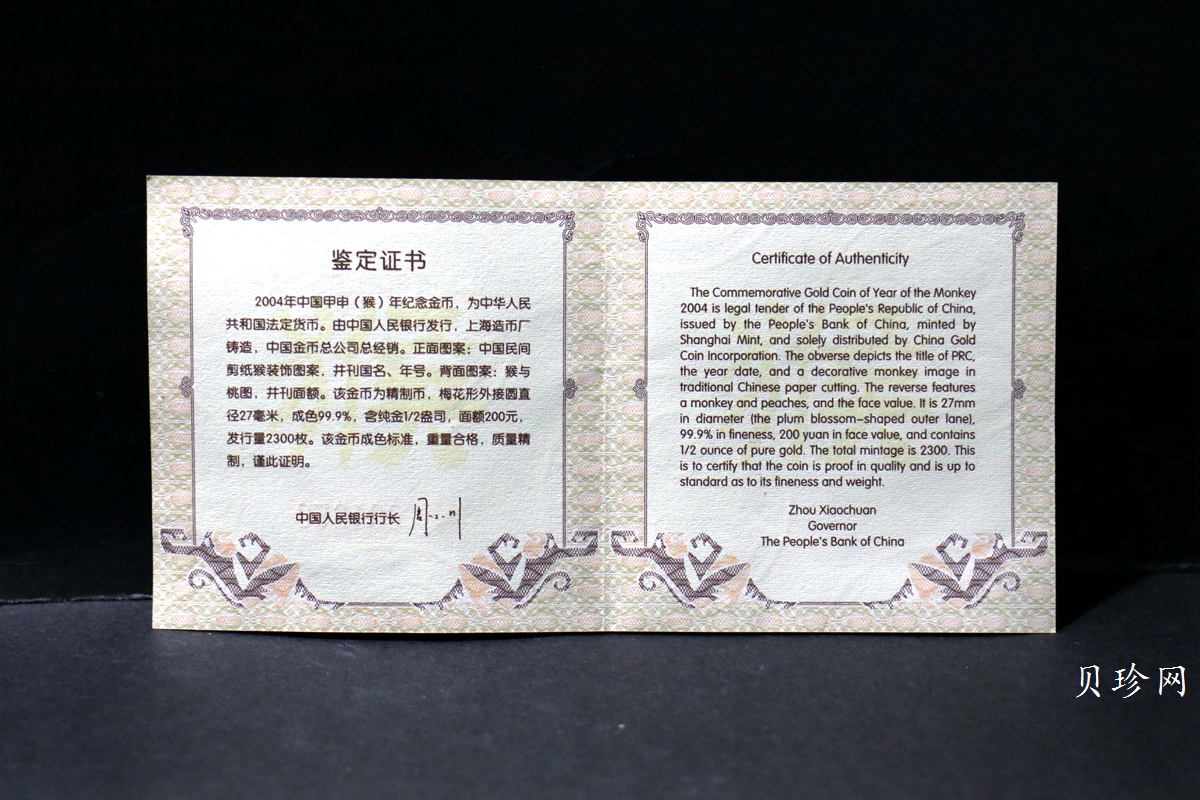 鉴定证书
2004年中国甲申（猴）年纪念金币，为中华人民
共和国法定货币。由中国人民银行发行，上海造币厂
铸造，中国金币总公司总经销。正面图案：中国民间
剪纸猴装饰图案，并刊国名、年号。背面图案：猴与
桃图，并刊面额。该金币为精制币，梅花形外接圆直
径27毫米，成色99.9%，含纯金1/2盎司，面额200元，
发行量2300枚。该金币成色标准，重量合格，质量精
制，谨此证明。
中国人民银行行长
Certificate of Authenticity
The Commemorative Gold Coin of Year of the Monkey
2004 is legal tender of the People's Republic of China,
issued by the People's Bank of China, minted by
Shanghai Mint, and solely distributed by China Gold
Coin Incorporation. The obverse depicts the title of PRC,
the year date, and a decorative monkey image in
traditional Chinese paper cutting. The reverse features
a monkey and peaches, and the face value. It is 27mm
in diameter (the plum blossom-shaped outer lane),
99.9% in fineness, 200 yuan in face value, and contains
1/2 ounce of pure gold. The total mintage is 2300. This
is to certify that the coin is proof in quality and is up to
standard as to its fineness and weight.
Zhou Xiaochuan
Governor
The People's Bank of China
贝珍网